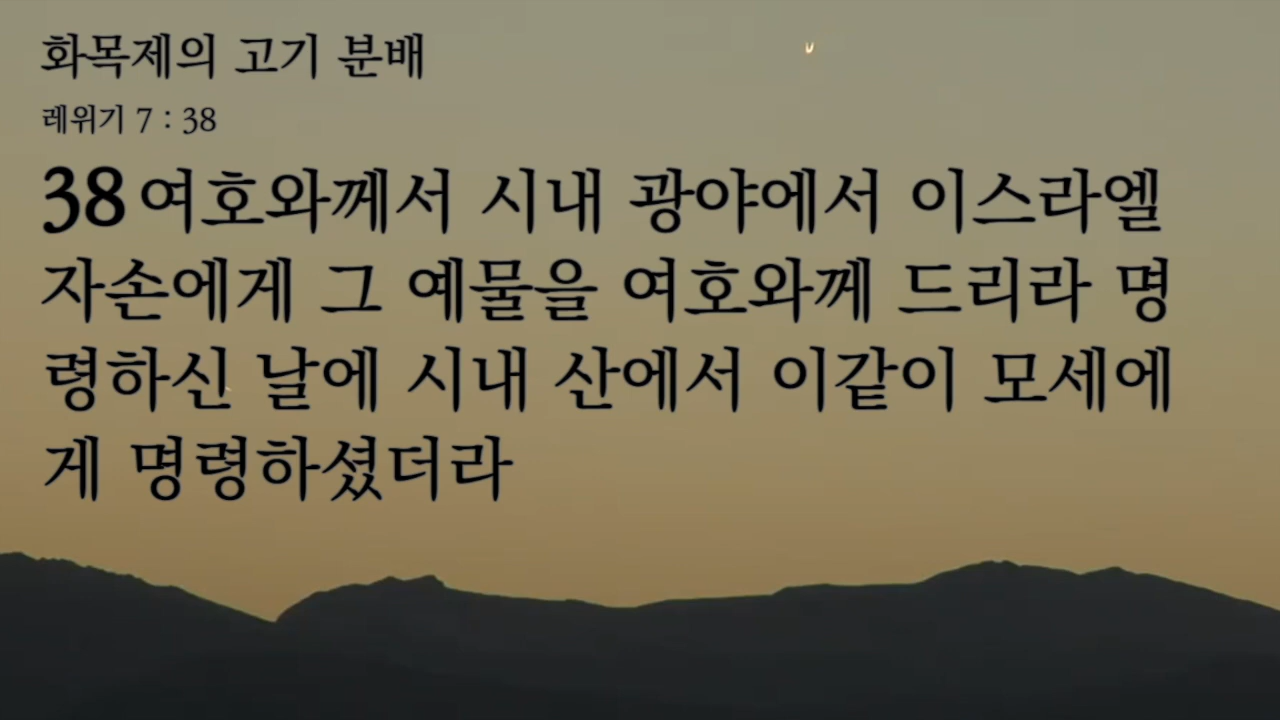 화목제의 고기 분배
레위기 7 : 38
38 여호와께서 시내 광야에서 이스라엘
자손에게 그 예물을 여호와께 드리라 명
령하신 날에 시내 산에서 이같이 모세에
게 명령하셨더라